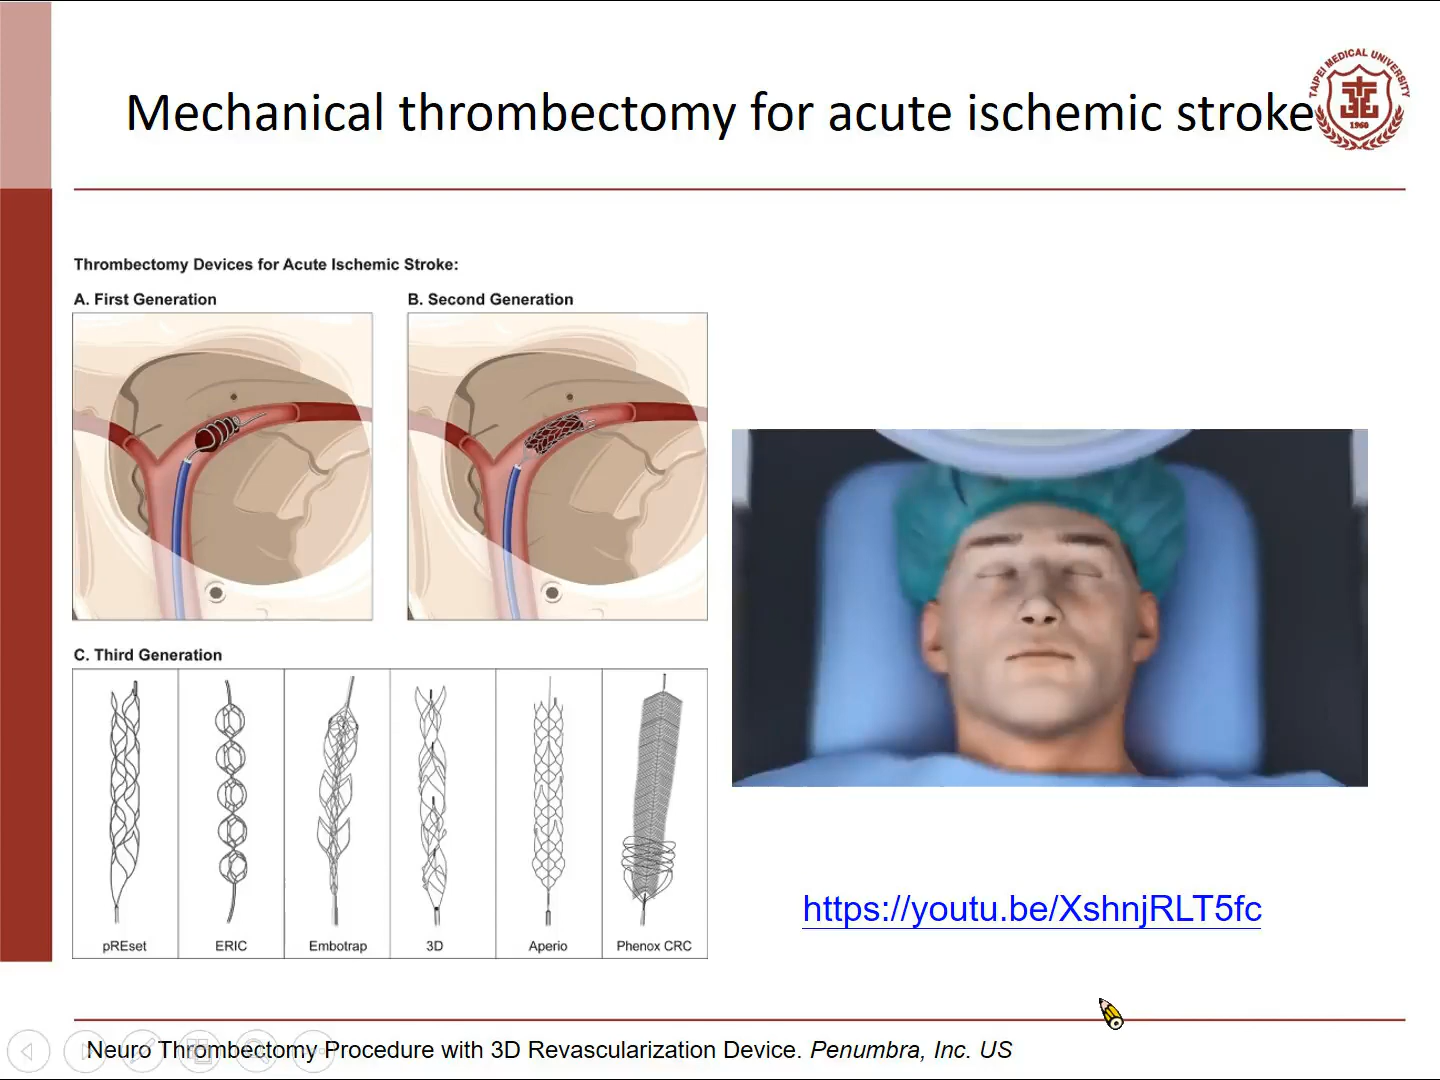 Mechanical thrombectomy for acute ischemic stroke
TAIPEI MEDICAL UNIVERSITY
1960
Thrombectomy Devices for Acute Ischemic Stroke:
A. First Generation
B. Second Generation
C. Third Generation
pREset
ERIC
Embotrap
3D
Aperio
Phenox CRC
https://youtu.be/XshnjRLT5fc
Neuro Thrombectomy Procedure with 3D Revascularization Device. Penumbra, Inc. US